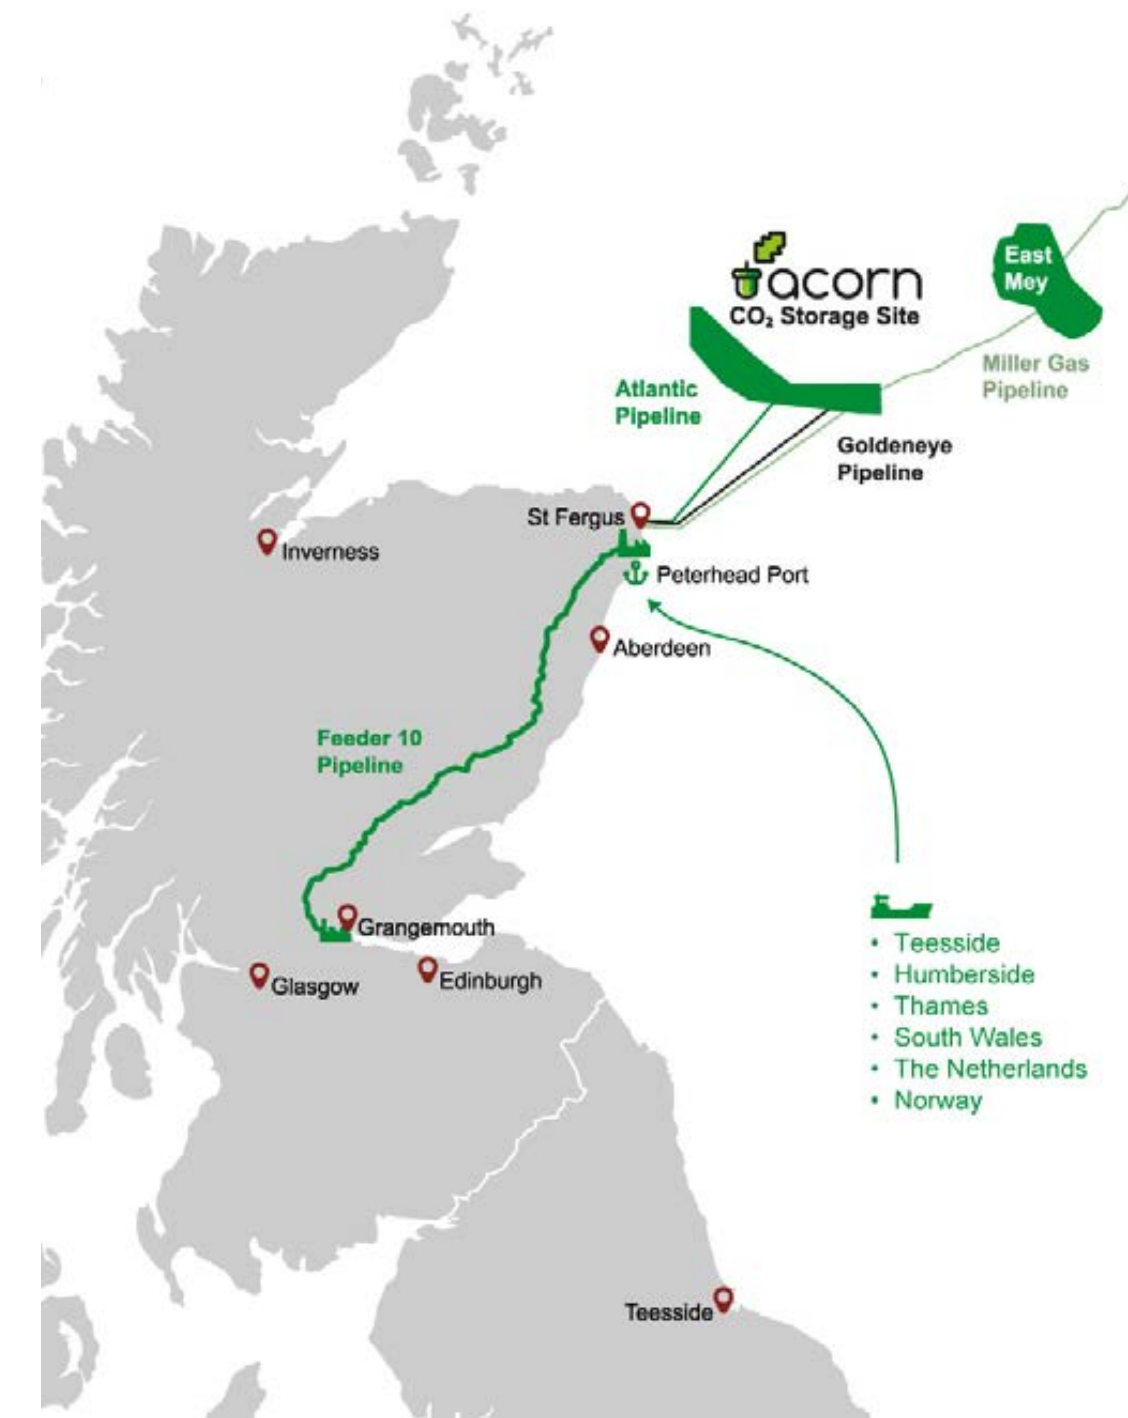 acorn
CO₂ Storage Site
East
Mey
Miller Gas
Pipeline
Atlantic
Pipeline
Goldeneye
Pipeline
St Fergus
Inverness
Peterhead Port
Aberdeen
Feeder 10
Pipeline
Grangemouth
Glasgow
Edinburgh
• Teesside
• Humberside
• Thames
• South Wales
• The Netherlands
• Norway
Teesside